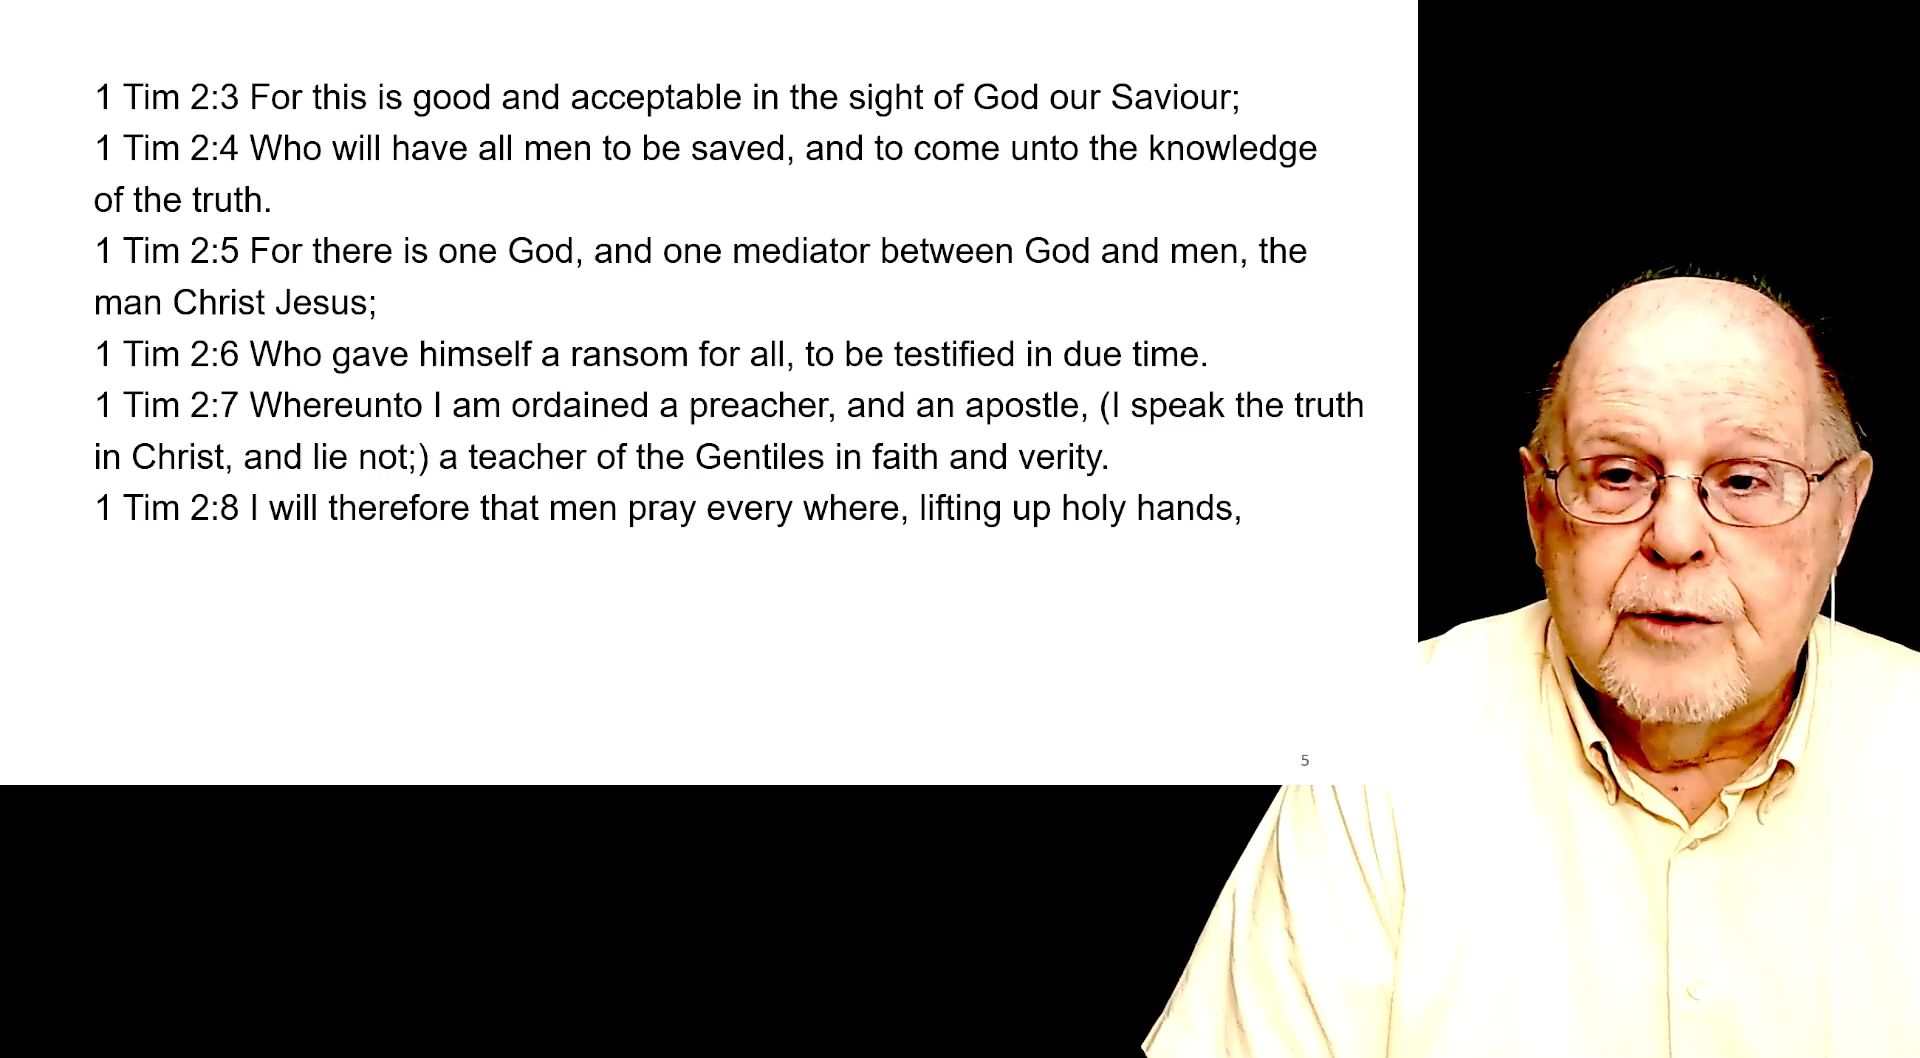 1 Tim 2:3 For this is good and acceptable in the sight of God our Saviour;
1 Tim 2:4 Who will have all men to be saved, and to come unto the knowledge
of the truth.
1 Tim 2:5 For there is one God, and one mediator between God and men, the
man Christ Jesus;
1 Tim 2:6 Who gave himself a ransom for all, to be testified in due time.
1 Tim 2:7 Whereunto I am ordained a preacher, and an apostle, (I speak the truth
in Christ, and lie not;) a teacher of the Gentiles in faith and verity.
1 Tim 2:8 I will therefore that men pray every where, lifting up holy hands,
5